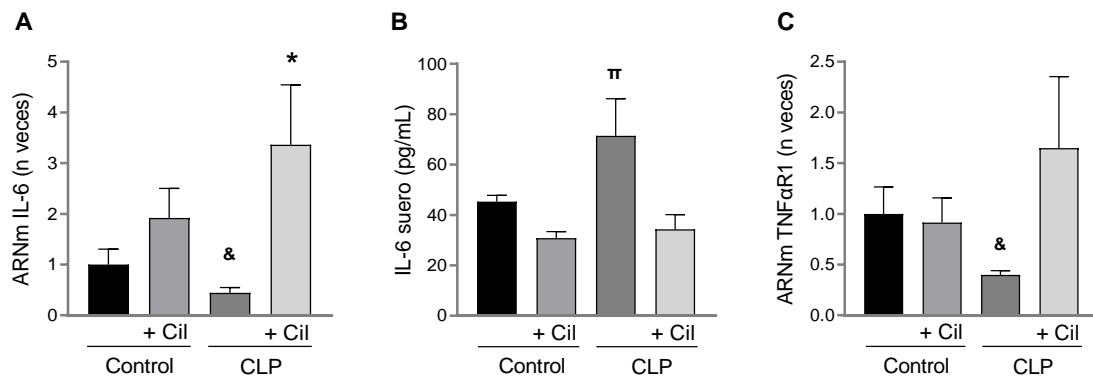 A
ARNm IL-6 (n veces)
5
4
3
2
1
0
&
*
+ Cil
+ Cil
Control
CLP
B
IL-6 suero (pg/mL)
100
80
60
40
20
0
π
+ Cil
+ Cil
Control
CLP
C
ARNm TNFαR1 (n veces)
2.5
2.0
1.5
1.0
0.5
0.0
&
+ Cil
+ Cil
Control
CLP